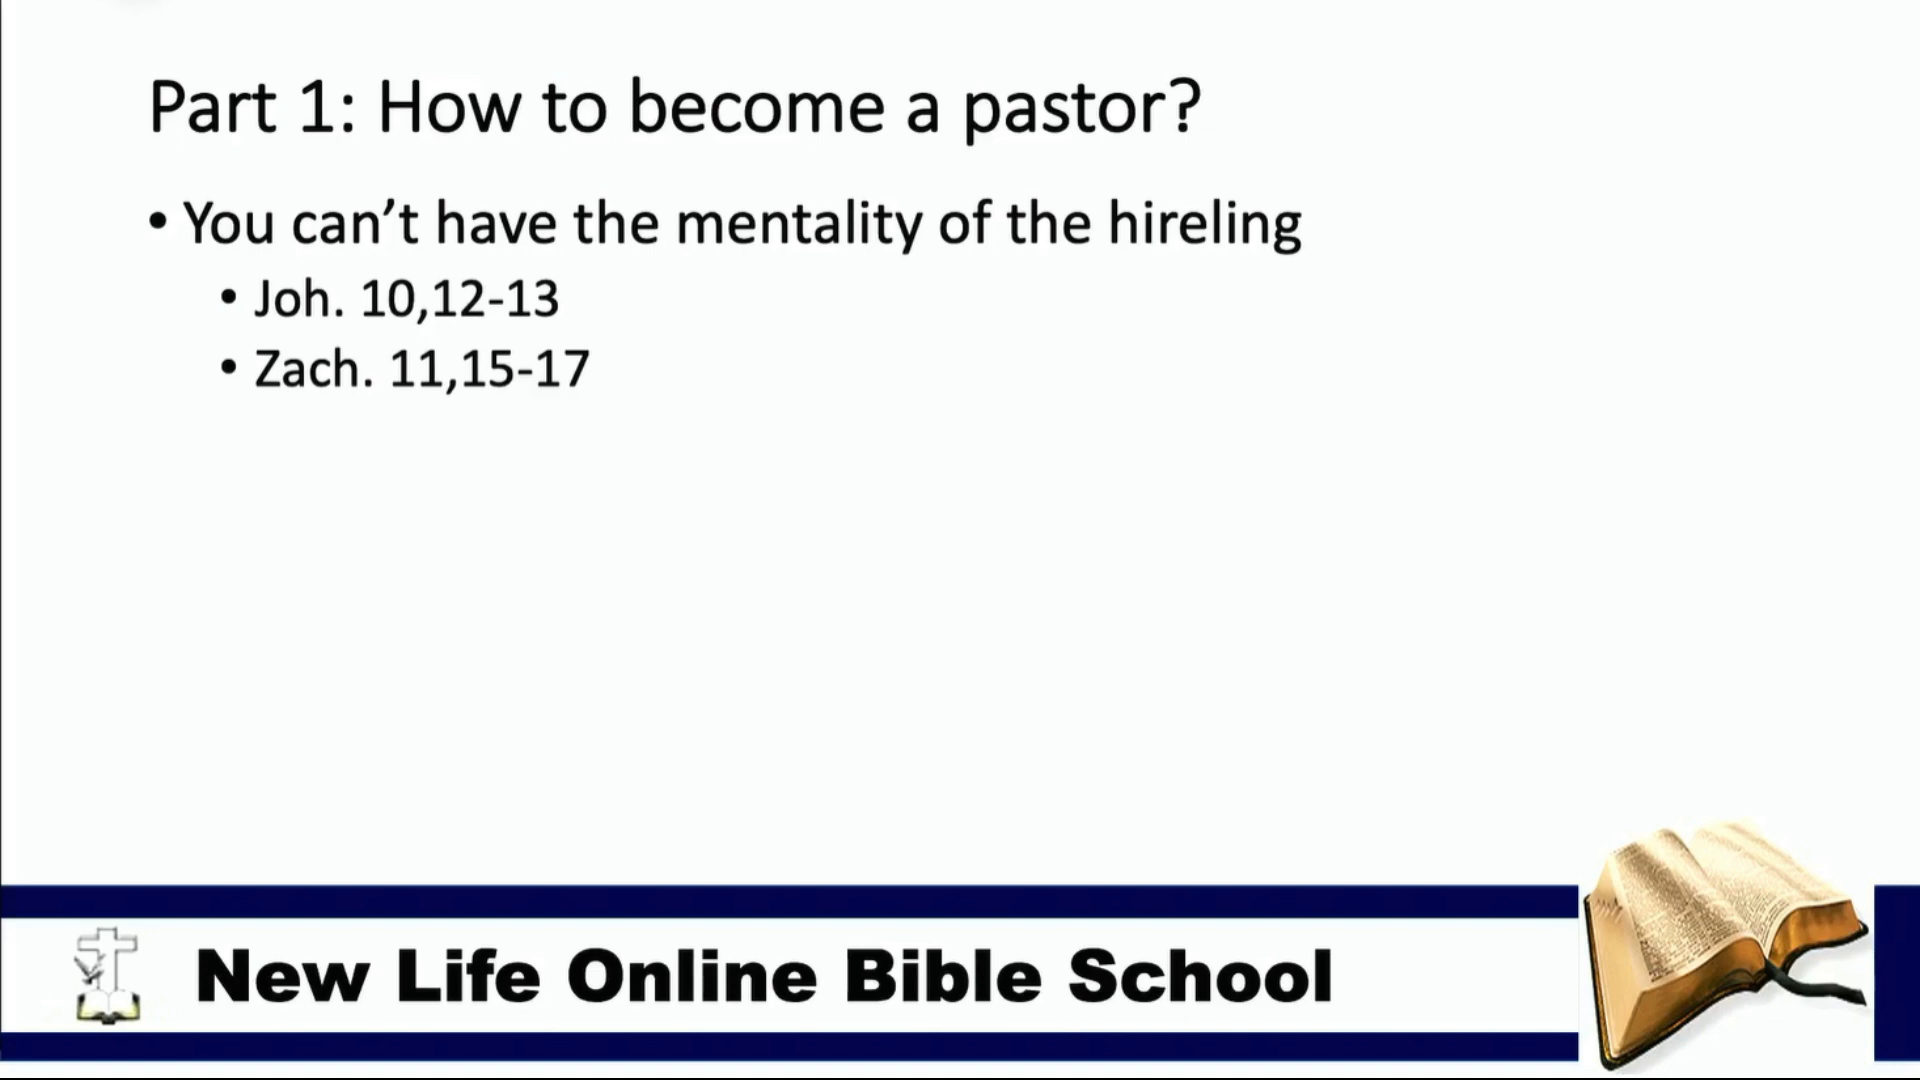 Part 1: How to become a pastor?
• You can’t have the mentality of the hireling
• Joh. 10,12-13
• Zach. 11,15-17
New Life Online Bible School